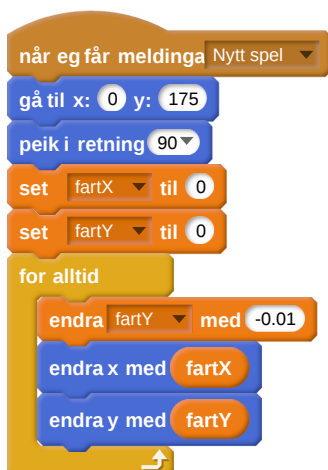 når eg får meldinga Nytt spel
gå til x: 0 y: 175
peik i retning 90
set fartX til 0
set fartY til 0
for alltid
endra fartY med -0.01
endra x med fartX
endra y med fartY